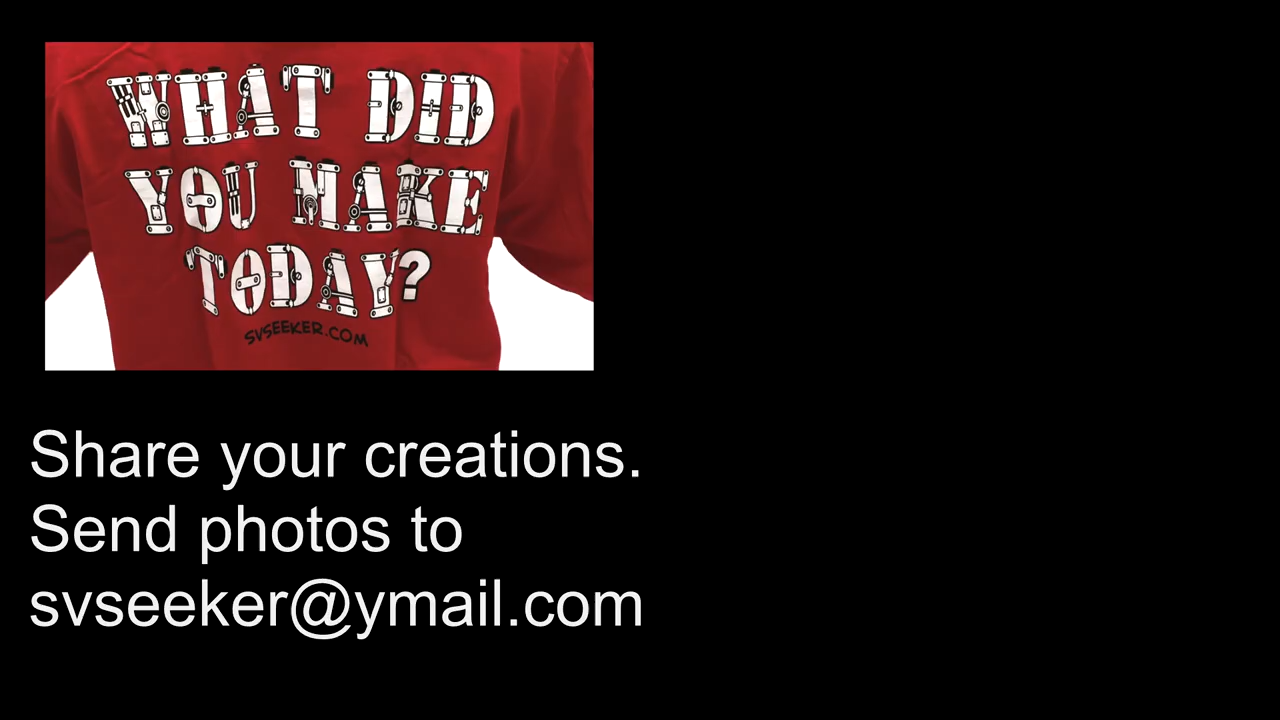 WHAT DID
YOU MAKE
TODAY?
SVSEEKER.COM
Share your creations.
Send photos to
svseeker@ymail.com